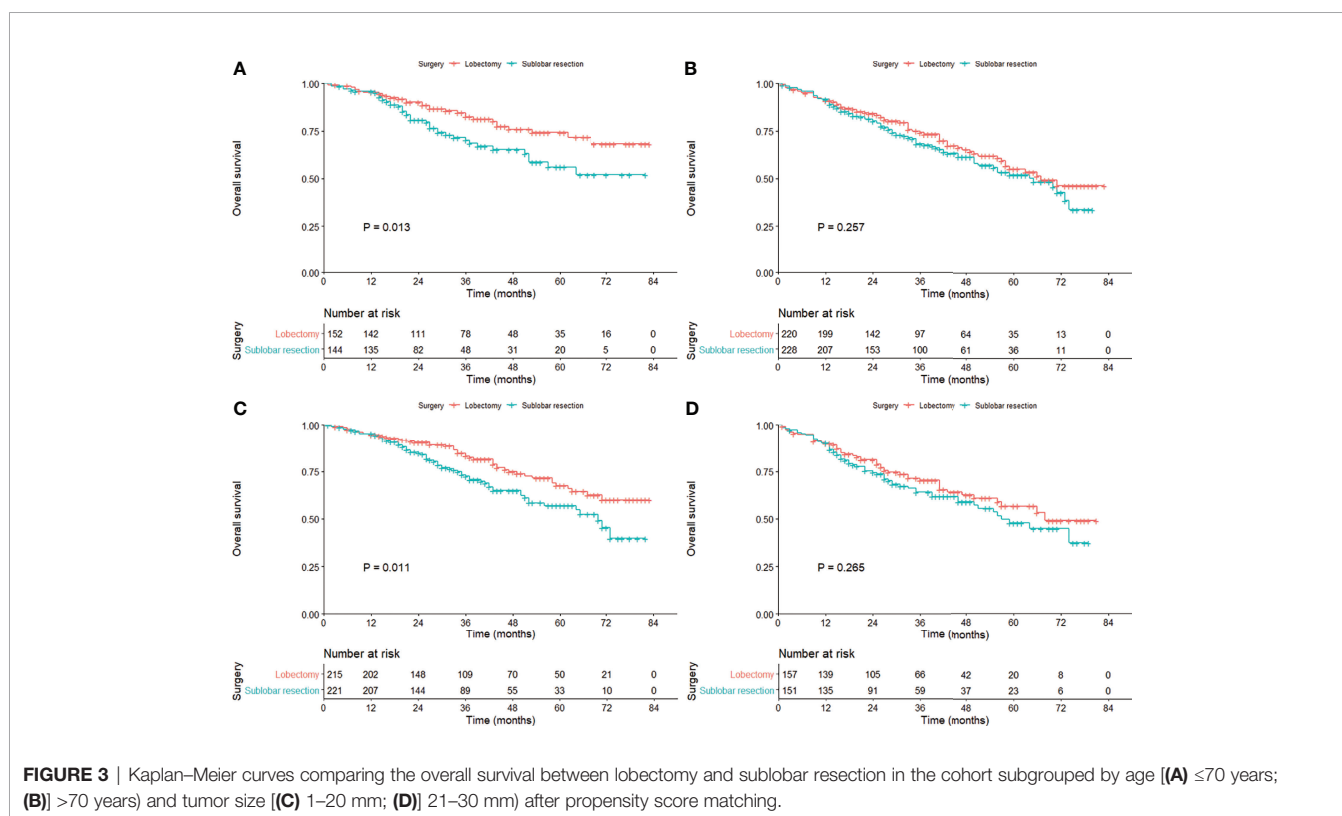 A
Surgery Lobectomy Sublobar resection
1.00
0.75
0.50
0.25
0.00
Overall survival
P = 0.013
0 12 24 36 48 60 72 84
Time (months)
Number at risk
Surgery
Lobectomy 152 142 111 78 48 35 16 0
Sublobar resection 144 135 82 48 31 20 5 0
0 12 24 36 48 60 72 84
Time (months)
B
Surgery Lobectomy Sublobar resection
1.00
0.75
0.50
0.25
0.00
Overall survival
P = 0.257
0 12 24 36 48 60 72 84
Time (months)
Number at risk
Surgery
Lobectomy 220 199 142 97 64 35 13 0
Sublobar resection 228 207 153 100 61 36 11 0
0 12 24 36 48 60 72 84
Time (months)
C
Surgery Lobectomy Sublobar resection
1.00
0.75
0.50
0.25
0.00
Overall survival
P = 0.011
0 12 24 36 48 60 72 84
Time (months)
Number at risk
Surgery
Lobectomy 215 202 148 109 70 50 21 0
Sublobar resection 221 207 144 89 55 33 10 0
0 12 24 36 48 60 72 84
Time (months)
D
Surgery Lobectomy Sublobar resection
1.00
0.75
0.50
0.25
0.00
Overall survival
P = 0.265
0 12 24 36 48 60 72 84
Time (months)
Number at risk
Surgery
Lobectomy 157 139 105 66 42 20 8 0
Sublobar resection 151 135 91 59 37 23 6 0
0 12 24 36 48 60 72 84
Time (months)
FIGURE 3 | Kaplan–Meier curves comparing the overall survival between lobectomy and sublobar resection in the cohort subgrouped by age [(A) ≤70 years;
(B)] >70 years) and tumor size [(C) 1–20 mm; (D)] 21–30 mm) after propensity score matching.